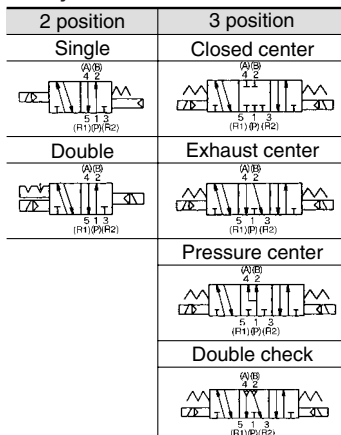 2 position
3 position
Single
Closed center
(A)(B)
4 2
5 1 3
(R1)(P)(R2)
(A)(B)
4 2
5 1 3
(R1)(P)(R2)
Double
Exhaust center
(A)(B)
4 2
5 1 3
(R1)(P)(R2)
(A)(B)
4 2
5 1 3
(R1)(P)(R2)
Pressure center
(A)(B)
4 2
5 1 3
(R1)(P)(R2)
Double check
(A)(B)
4 2
5 1 3
(R1)(P)(R2)